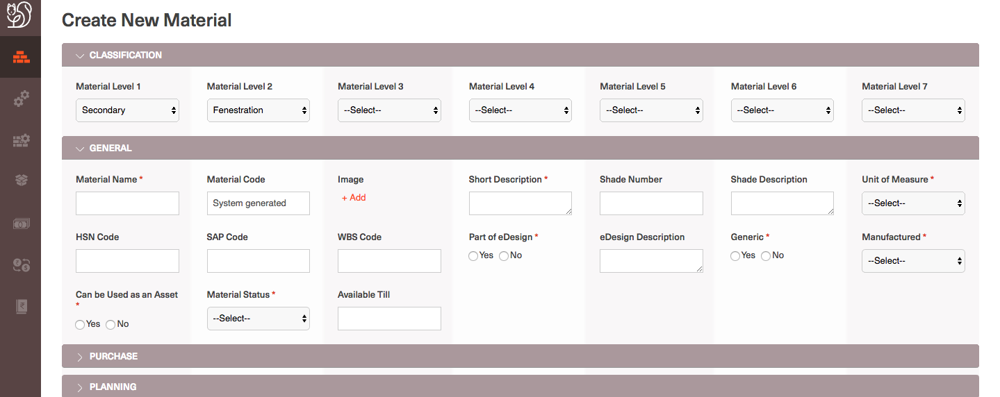 Create New Material
CLASSIFICATION
Material Level 1 Material Level 2 Material Level 3 Material Level 4 Material Level 5 Material Level 6 Material Level 7
Secondary Fenestration --Select-- --Select-- --Select-- --Select-- --Select--
GENERAL
Material Name * Material Code Image Short Description * Shade Number Shade Description Unit of Measure *
System generated + Add --Select--
HSN Code SAP Code WBS Code Part of eDesign * eDesign Description Generic * Manufactured *
Yes No Yes No --Select--
Can be Used as an Asset Material Status * Available Till
*
Yes No --Select--
PURCHASE
PLANNING